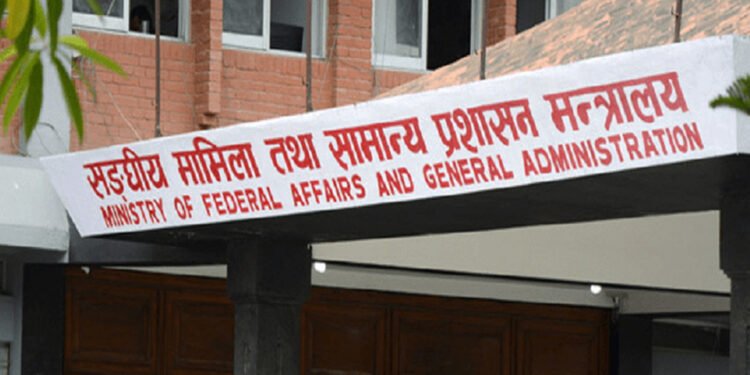 सङ्घीय मामिला तथा सामान्य प्रशासन मन्त्रालय
MINISTRY OF FEDERAL AFFAIRS AND GENERAL ADMINISTRATION